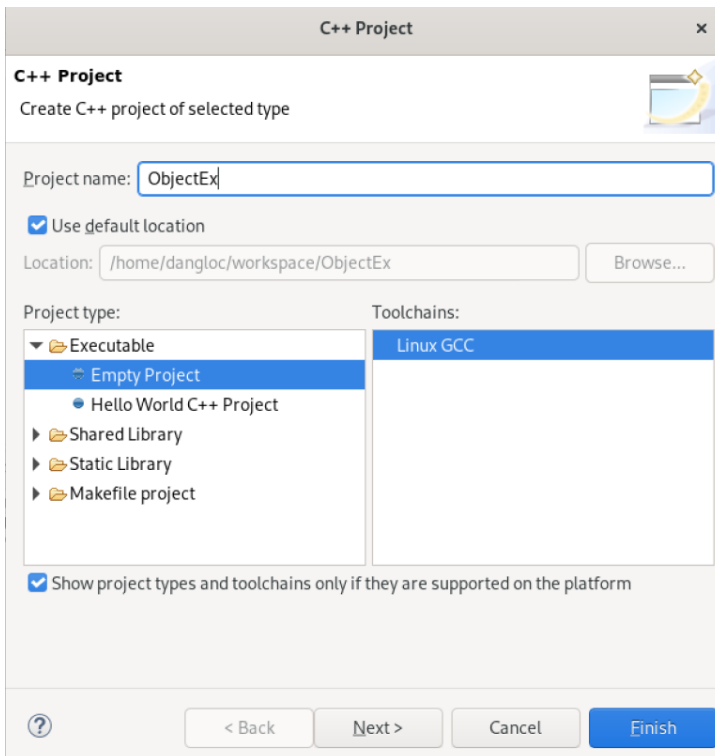 C++ Project
C++ Project
Create C++ project of selected type
Project name: ObjectEx
Use default location
Location: /home/dangloc/workspace/ObjectEx Browse...
Project type: Toolchains:
Executable Linux GCC
Empty Project
Hello World C++ Project
Shared Library
Static Library
Makefile project
Show project types and toolchains only if they are supported on the platform
? < Back Next > Cancel Finish